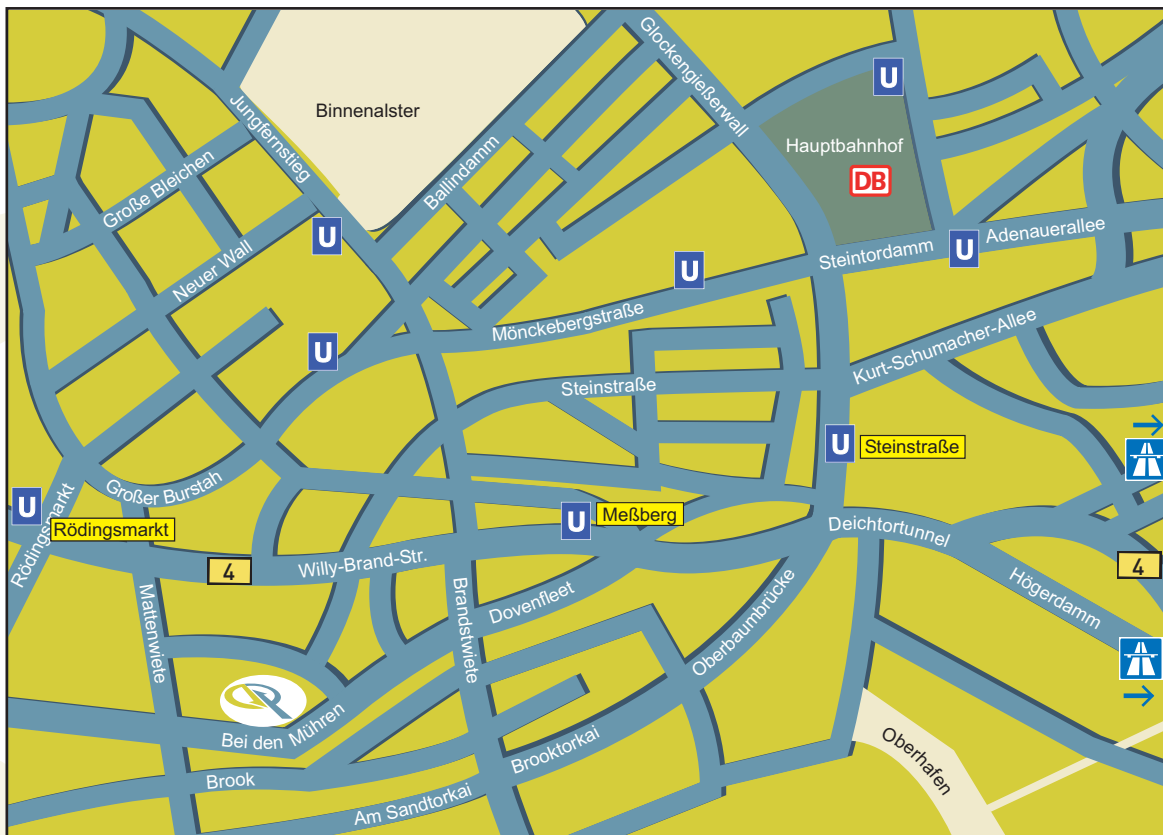 Glockengießerwall
U
Jungfernstieg
Binnenalster
Hauptbahnhof
DB
Große Bleichen
Ballindamm
U
Neuer Wall
U
Adenauerallee
U
Steintordamm
Mönckebergstraße
U
Kurt-Schumacher-Allee
Steinstraße
U
Steinstraße
Großer Burstah
U
Rödingsmarkt
Rödingsmarkt
U
Meßberg
Deichtortunnel
4
Willy-Brand-Str.
4
Högerdamm
Mattenwiete
Brandstwiete
Dovenfleet
Oberbaumbrücke
Bei den Mühren
Brooktorkai
Oberhafen
Brook
Am Sandtorkai